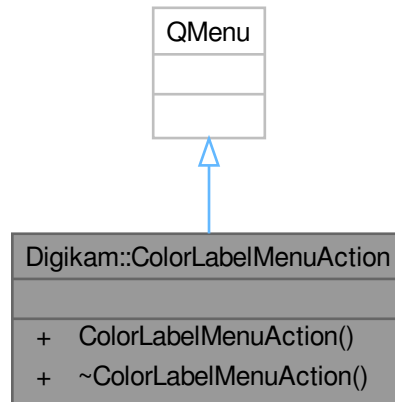 QMenu
Digikam::ColorLabelMenuAction
+ ColorLabelMenuAction()
+ ~ColorLabelMenuAction()